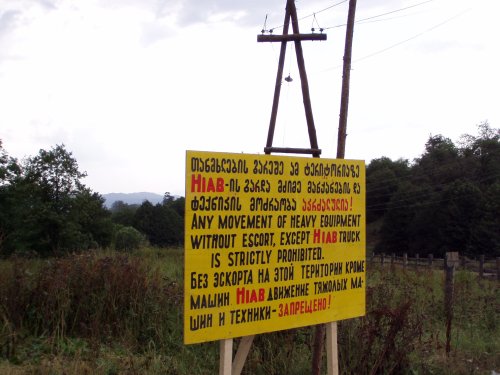 თანხლების გარეშე ამ ტერიტორიაზე
HIAB-ის გარდა მძიმე მანქანების და
ტექნიკის მოძრაობა აკრძალულია!
ANY MOVEMENT OF HEAVY EQUIPMENT
WITHOUT ESCORT, EXCEPT HIAB TRUCK
IS STRICTLY PROHIBITED.
БЕЗ ЭСКОРТА НА ЭТОЙ ТЕРИТОРИИ КРОМЕ
МАШИН HIAB ДВИЖЕНИЕ ТЯЖОЛЫХ МА-
ШИН И ТЕХНИКИ-ЗАПРЕЩЕНО!